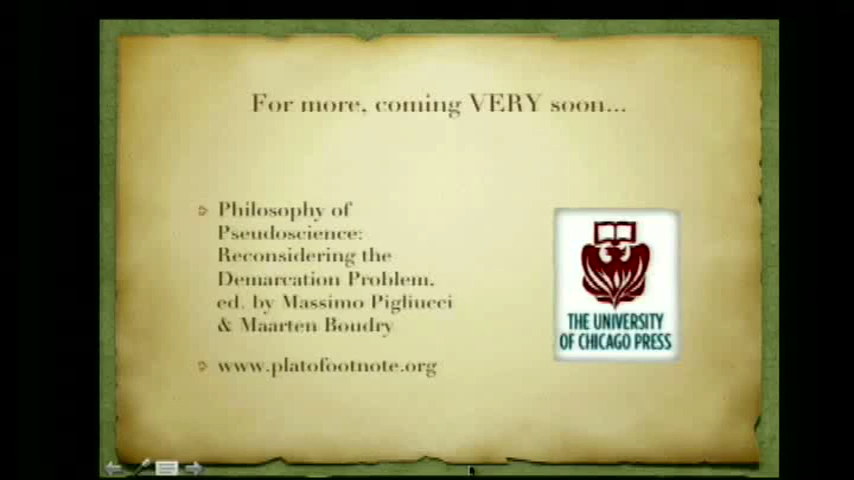 For more, coming VERY soon...
Philosophy of
Pseudoscience:
Reconsidering the
Demarcation Problem,
ed. by Massimo Pigliucci
& Maarten Boudry
www.platofootnote.org
THE UNIVERSITY
OF CHICAGO PRESS